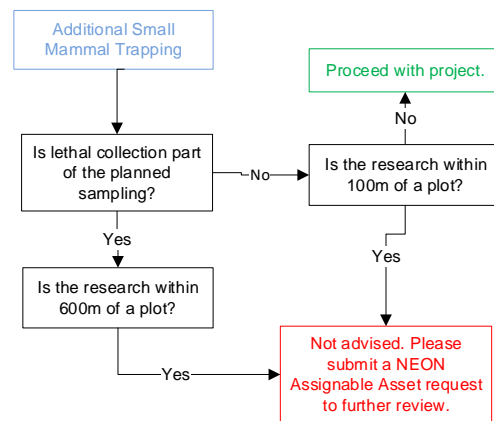 Additional Small
Mammal Trapping
Proceed with project.
No
Is lethal collection part
of the planned
sampling?
No
Is the research within
100m of a plot?
Yes
Yes
Is the research within
600m of a plot?
Yes
Not advised. Please
submit a NEON
Assignable Asset request
to further review.